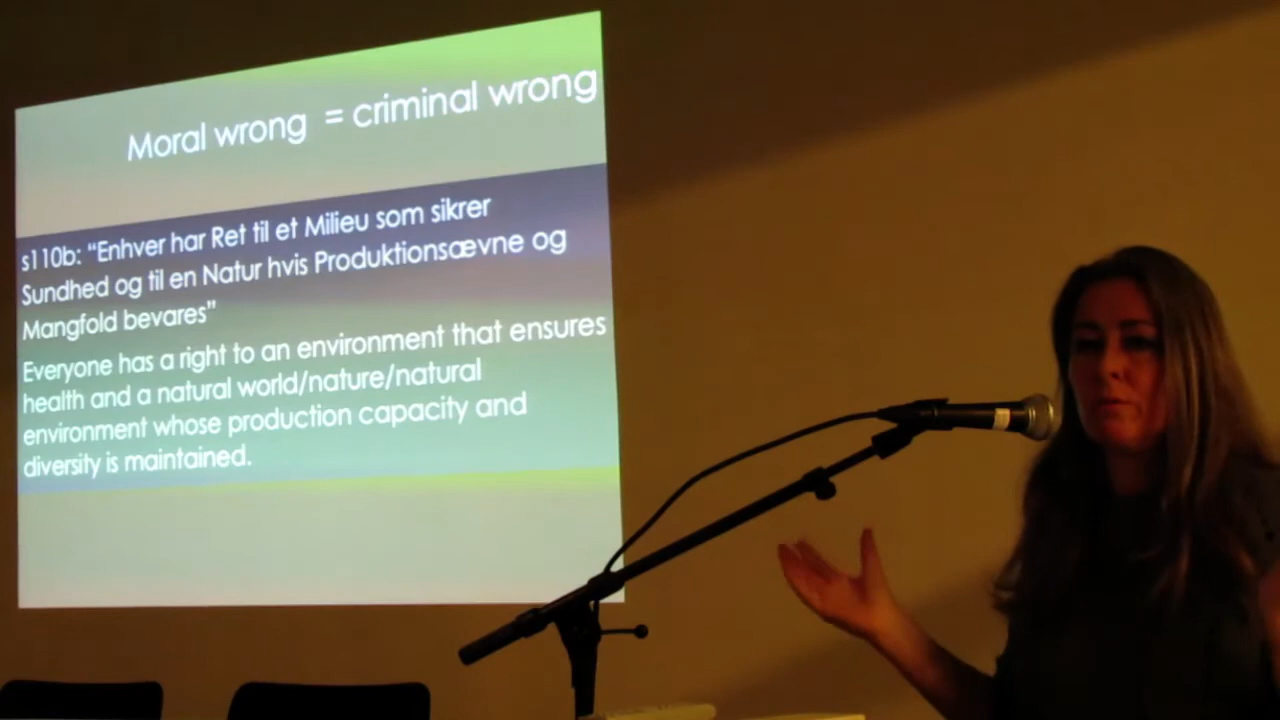 Moral wrong = criminal wrong
s110b: “Enhver har Ret til et Milieu som sikrer
Sundhed og til en Natur hvis Produktionsævne og
Mangfold bevares”
Everyone has a right to an environment that ensures
health and a natural world/nature/natural
environment whose production capacity and
diversity is maintained.